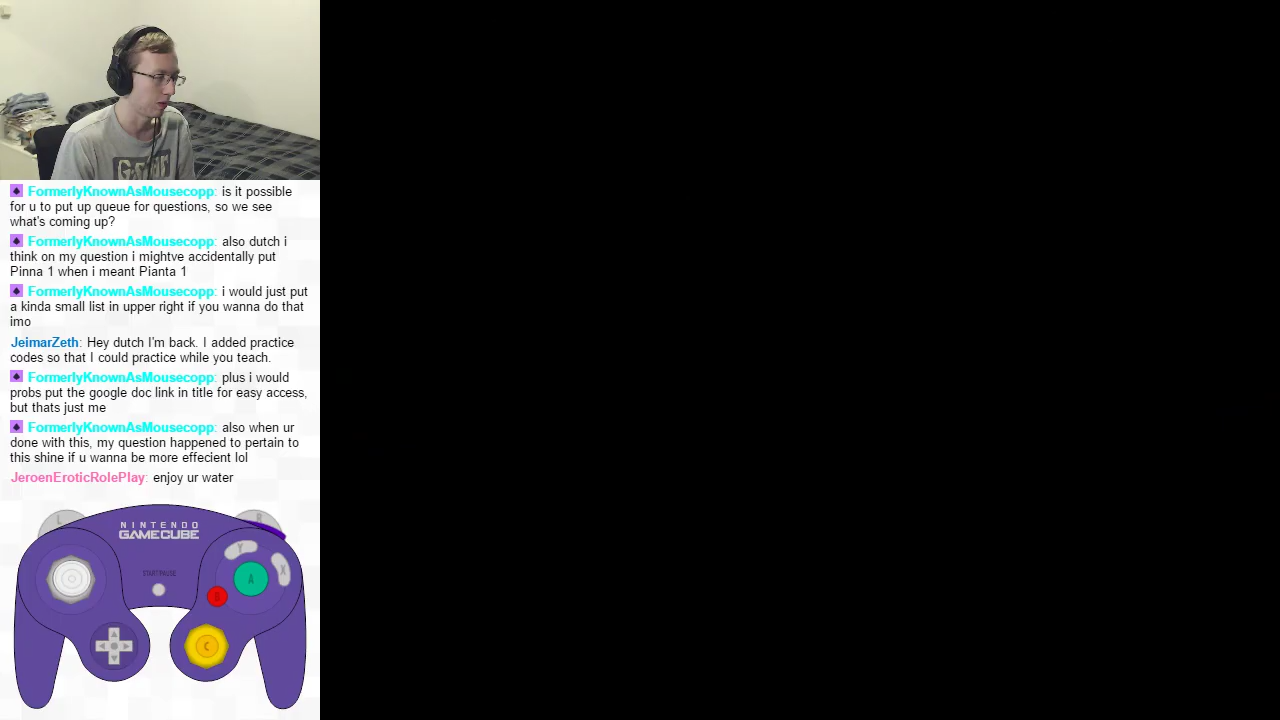 FormerlyKnownAsMousecopp: is it possible
for u to put up queue for questions, so we see
what's coming up?
FormerlyKnownAsMousecopp: also dutch i
think on my question i mightve accidentally put
Pinna 1 when i meant Pianta 1
FormerlyKnownAsMousecopp: i would just put
a kinda small list in upper right if you wanna do that
imo
JeimarZeth: Hey dutch I'm back. I added practice
codes so that I could practice while you teach.
FormerlyKnownAsMousecopp: plus i would
probs put the google doc link in title for easy access,
but thats just me
FormerlyKnownAsMousecopp: also when ur
done with this, my question happened to pertain to
this shine if u wanna be more effecient lol
JeroenEroticRolePlay: enjoy ur water
L
R
NINTENDO
GAMECUBE
START/PAUSE
Y
X
A
B
C